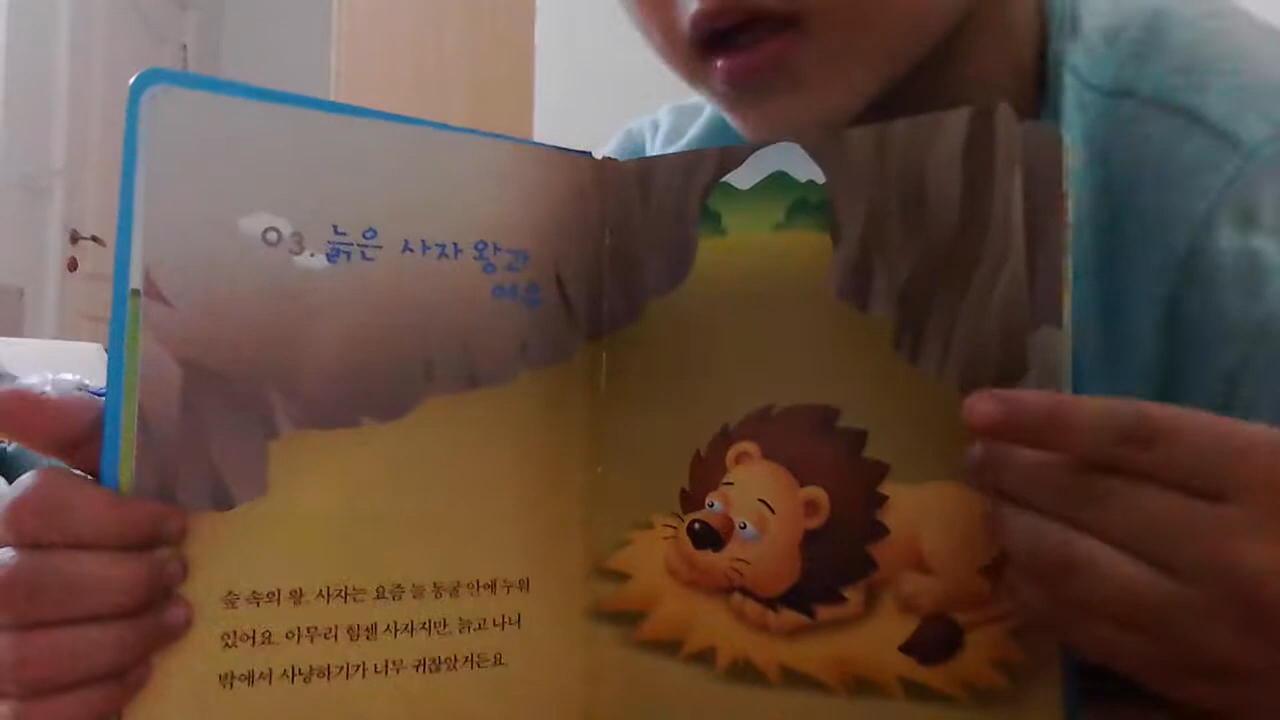 03. 늙은 사자 왕과
여우
숲 속의 왕. 사자는 요즘 늘 동굴 안에 누워
있어요. 아무리 힘센 사자지만, 늙고 나니
밖에서 사냥하기가 너무 귀찮았거든요.